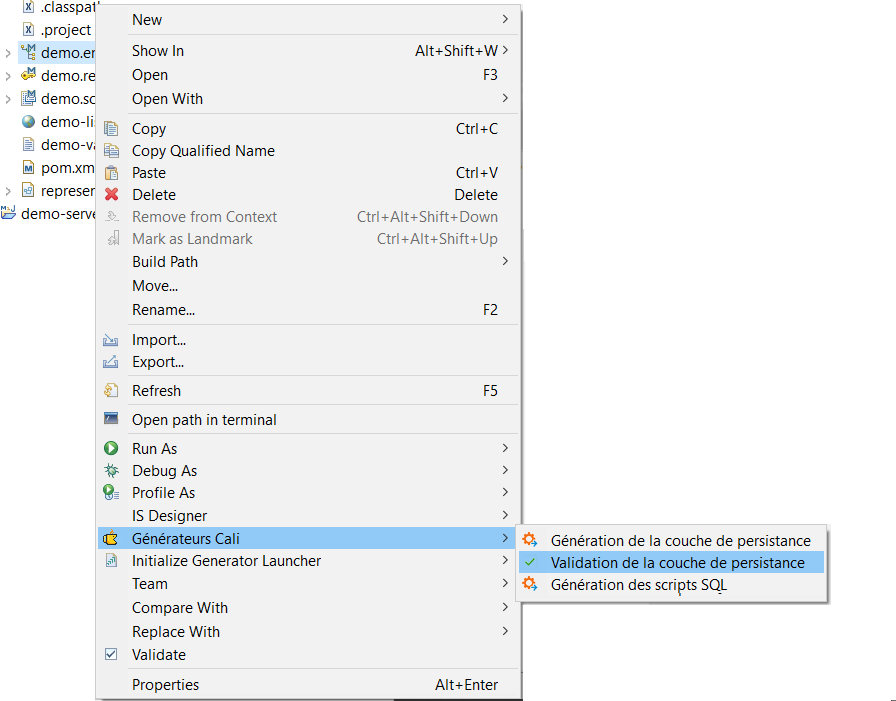 .classpath
.project
demo.en
demo.re
demo.so
demo-li
demo-va
pom.xm
represen
demo-serve
New
Show In Alt+Shift+W
Open F3
Open With
Copy Ctrl+C
Copy Qualified Name
Paste Ctrl+V
Delete Delete
Remove from Context Ctrl+Alt+Shift+Down
Mark as Landmark Ctrl+Alt+Shift+Up
Build Path
Move...
Rename... F2
Import...
Export...
Refresh F5
Open path in terminal
Run As
Debug As
Profile As
IS Designer
Générateurs Cali
Initialize Generator Launcher
Team
Compare With
Replace With
Validate
Properties Alt+Enter
Génération de la couche de persistance
Validation de la couche de persistance
Génération des scripts SQL